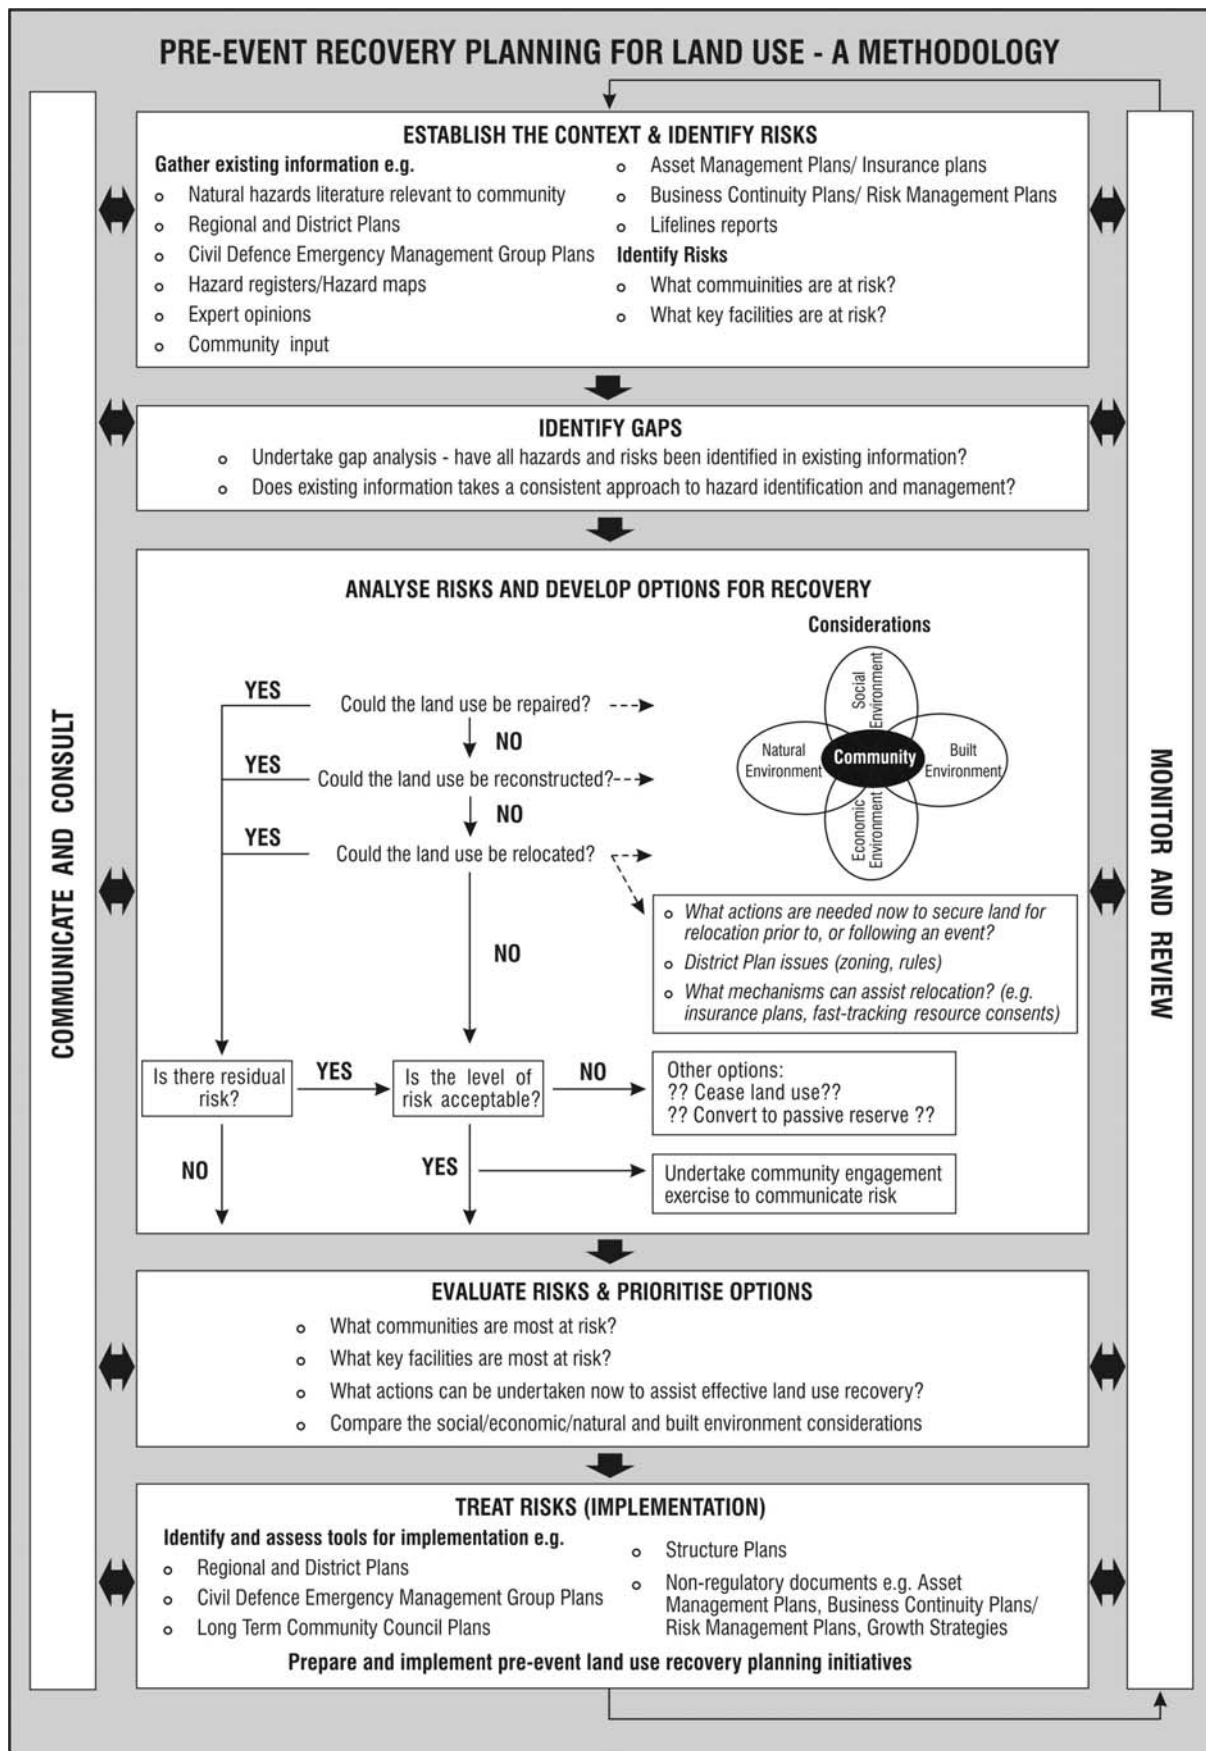 PRE-EVENT RECOVERY PLANNING FOR LAND USE - A METHODOLOGY
COMMUNICATE AND CONSULT
ESTABLISH THE CONTEXT & IDENTIFY RISKS
Gather existing information e.g.
o Natural hazards literature relevant to community
o Regional and District Plans
o Civil Defence Emergency Management Group Plans
o Hazard registers/Hazard maps
o Expert opinions
o Community input
o Asset Management Plans/ Insurance plans
o Business Continuity Plans/ Risk Management Plans
o Lifelines reports
Identify Risks
o What commuinities are at risk?
o What key facilities are at risk?
IDENTIFY GAPS
o Undertake gap analysis - have all hazards and risks been identified in existing information?
o Does existing information takes a consistent approach to hazard identification and management?
ANALYSE RISKS AND DEVELOP OPTIONS FOR RECOVERY
Considerations
Social
Environment
Natural
Environment
Community
Built
Environment
Economic
Environment
YES
Could the land use be repaired?
NO
YES
Could the land use be reconstructed?
NO
YES
Could the land use be relocated?
NO
o What actions are needed now to secure land for
relocation prior to, or following an event?
o District Plan issues (zoning, rules)
o What mechanisms can assist relocation? (e.g.
insurance plans, fast-tracking resource consents)
Is there residual
risk?
YES
Is the level of
risk acceptable?
NO
Other options:
?? Cease land use??
?? Convert to passive reserve ??
NO
YES
Undertake community engagement
exercise to communicate risk
EVALUATE RISKS & PRIORITISE OPTIONS
o What communities are most at risk?
o What key facilities are most at risk?
o What actions can be undertaken now to assist effective land use recovery?
o Compare the social/economic/natural and built environment considerations
TREAT RISKS (IMPLEMENTATION)
Identify and assess tools for implementation e.g.
o Regional and District Plans
o Civil Defence Emergency Management Group Plans
o Long Term Community Council Plans
o Structure Plans
o Non-regulatory documents e.g. Asset
Management Plans, Business Continuity Plans/
Risk Management Plans, Growth Strategies
Prepare and implement pre-event land use recovery planning initiatives
MONITOR AND REVIEW